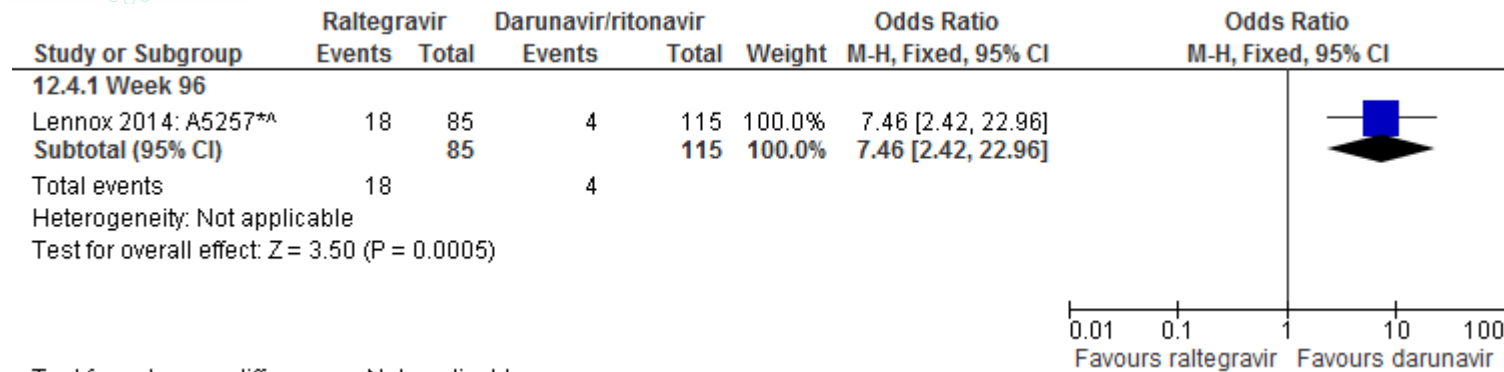 Raltegravir Darunavir/ritonavir Odds Ratio Odds Ratio
Study or Subgroup Events Total Events Total Weight M-H, Fixed, 95% CI M-H, Fixed, 95% CI
12.4.1 Week 96
Lennox 2014: A5257*^ 18 85 4 115 100.0% 7.46 [2.42, 22.96]
Subtotal (95% CI) 85 115 100.0% 7.46 [2.42, 22.96]
Total events 18 4
Heterogeneity: Not applicable
Test for overall effect: Z = 3.50 (P = 0.0005)
0.01 0.1 1 10 100
Favours raltegravir Favours darunavir